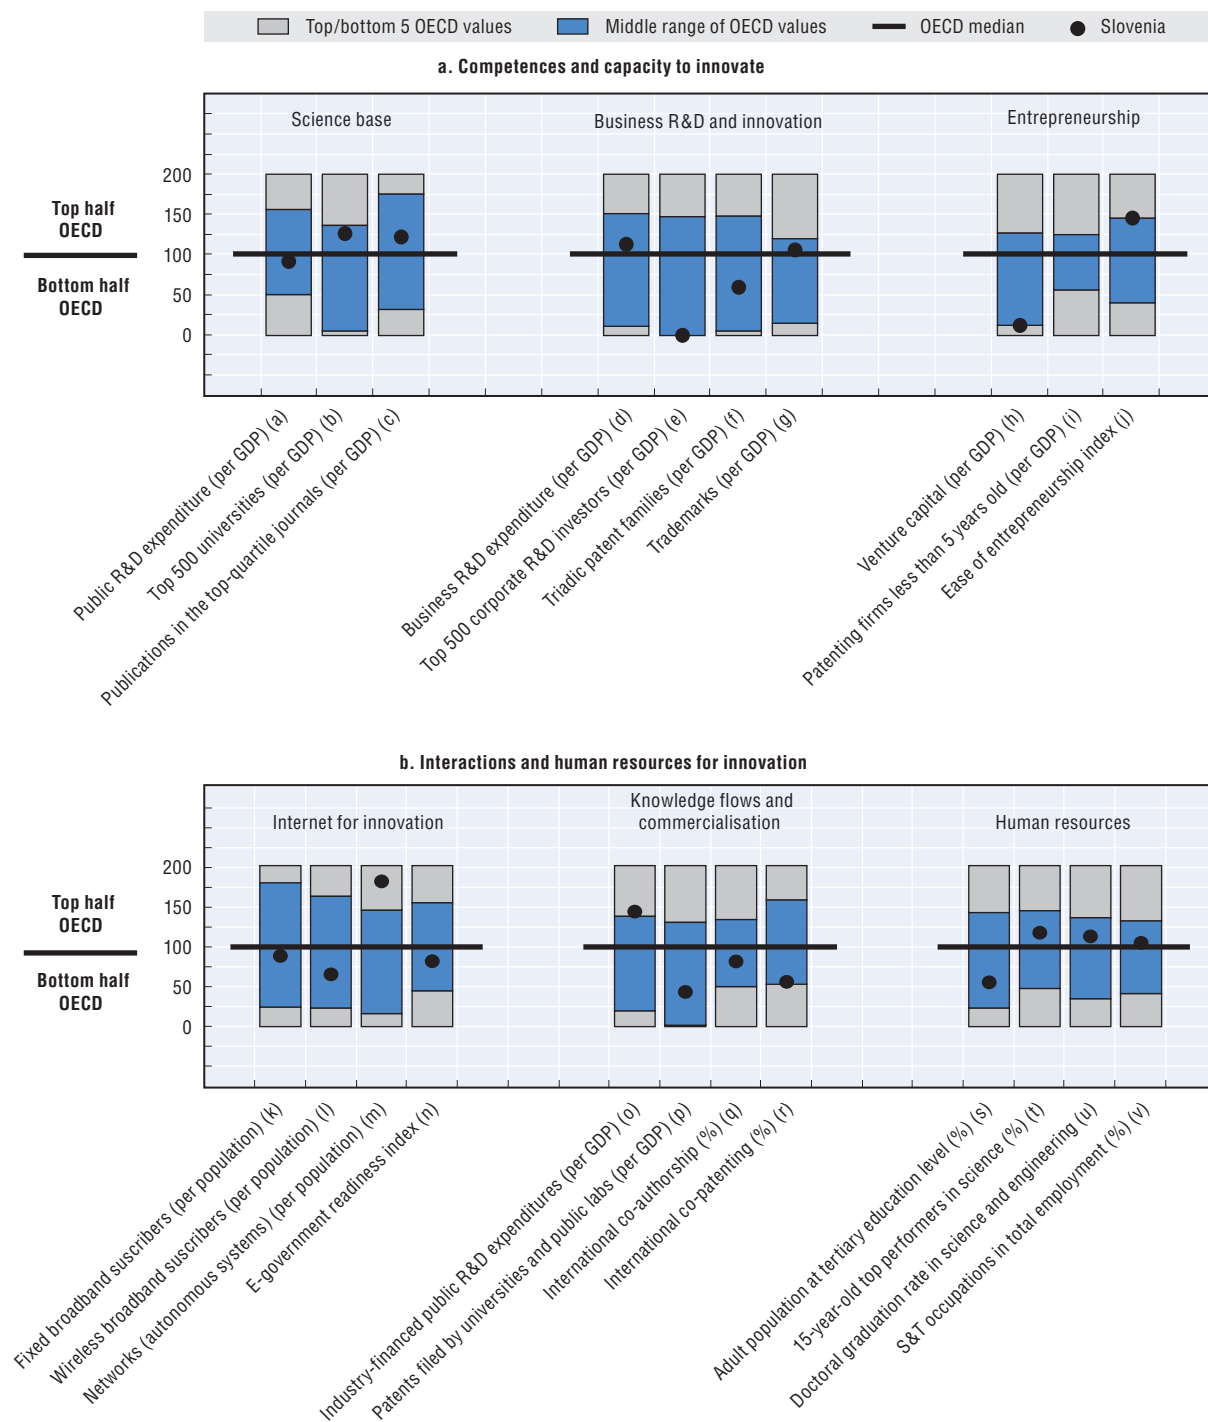 Top/bottom 5 OECD values Middle range of OECD values OECD median Slovenia
a. Competences and capacity to innovate
Science base
Business R&D and innovation
Entrepreneurship
200
150
100
50
0
Top half
OECD
Bottom half
OECD
Public R&D expenditure (per GDP) (a)
Top 500 universities (per GDP) (b)
Publications in the top-quartile journals (per GDP) (c)
Business R&D expenditure (per GDP) (d)
Top 500 corporate R&D investors (per GDP) (e)
Triadic patent families (per GDP) (f)
Trademarks (per GDP) (g)
Venture capital (per GDP) (h)
Patenting firms less than 5 years old (per GDP) (i)
Ease of entrepreneurship index (j)
b. Interactions and human resources for innovation
Internet for innovation
Knowledge flows and
commercialisation
Human resources
200
150
100
50
0
Top half
OECD
Bottom half
OECD
Fixed broadband suscribers (per population) (k)
Wireless broadband suscribers (per population) (l)
Networks (autonomous systems) (per population) (m)
E-government readiness index (n)
Industry-financed public R&D expenditures (per GDP) (o)
Patents filed by universities and public labs (per GDP) (p)
International co-authorship (%) (q)
International co-patenting (%) (r)
Adult population at tertiary education level (%) (s)
15-year-old top performers in science (%) (t)
Doctoral graduation rate in science and engineering (u)
S&T occupations in total employment (%) (v)